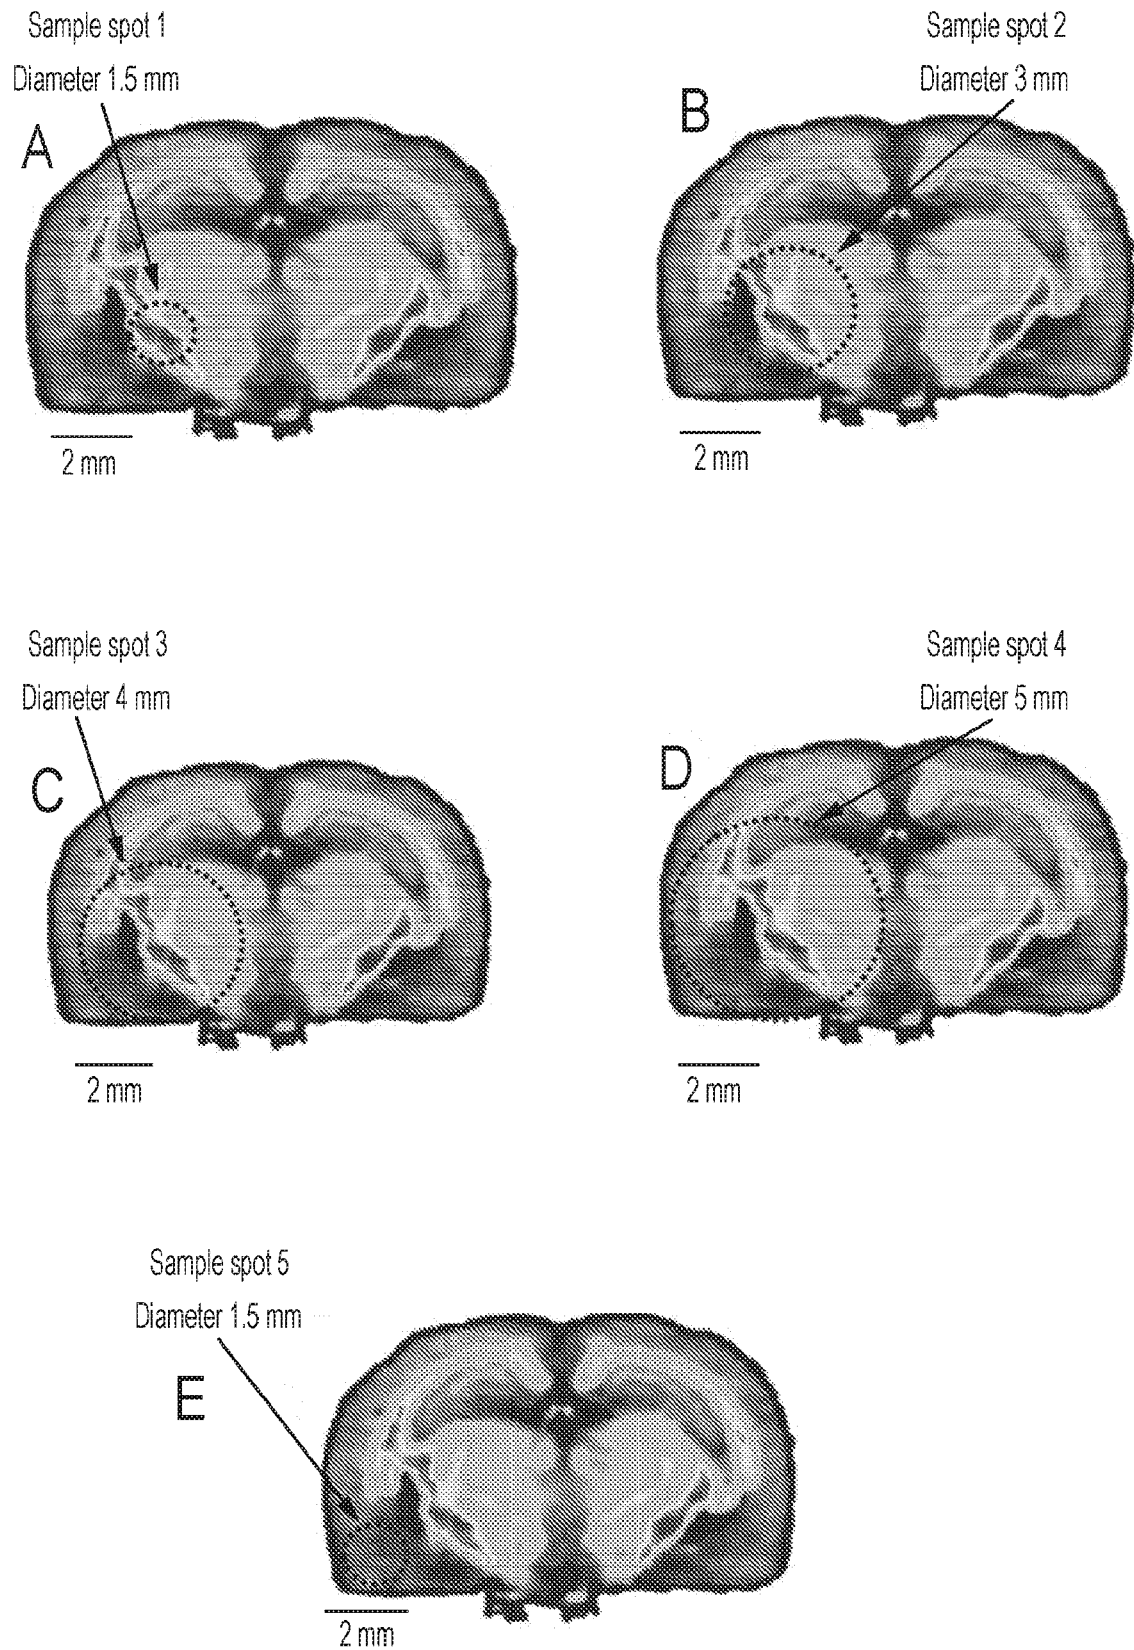 Sample spot 1
Diameter 1.5 mm
A
2 mm
Sample spot 2
Diameter 3 mm
B
2 mm
Sample spot 3
Diameter 4 mm
C
2 mm
Sample spot 4
Diameter 5 mm
D
2 mm
Sample spot 5
Diameter 1.5 mm
E
2 mm